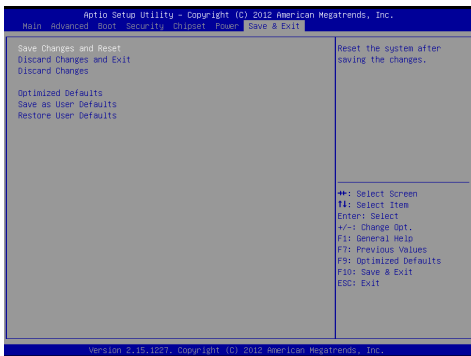 Aptio Setup Utility – Copyright (C) 2012 American Megatrends, Inc.
Main Advanced Boot Security Chipset Power Save & Exit
Save Changes and Reset
Discard Changes and Exit
Discard Changes
Optimized Defaults
Save as User Defaults
Restore User Defaults
Reset the system after
saving the changes.
→←: Select Screen
↑↓: Select Item
Enter: Select
+/-: Change Opt.
F1: General Help
F7: Previous Values
F9: Optimized Defaults
F10: Save & Exit
ESC: Exit
Version 2.15.1227. Copyright (C) 2012 American Megatrends, Inc.